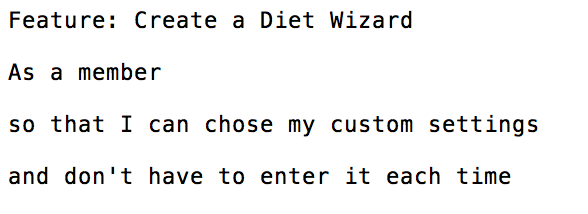 Feature: Create a Diet Wizard
As a member
so that I can chose my custom settings
and don't have to enter it each time